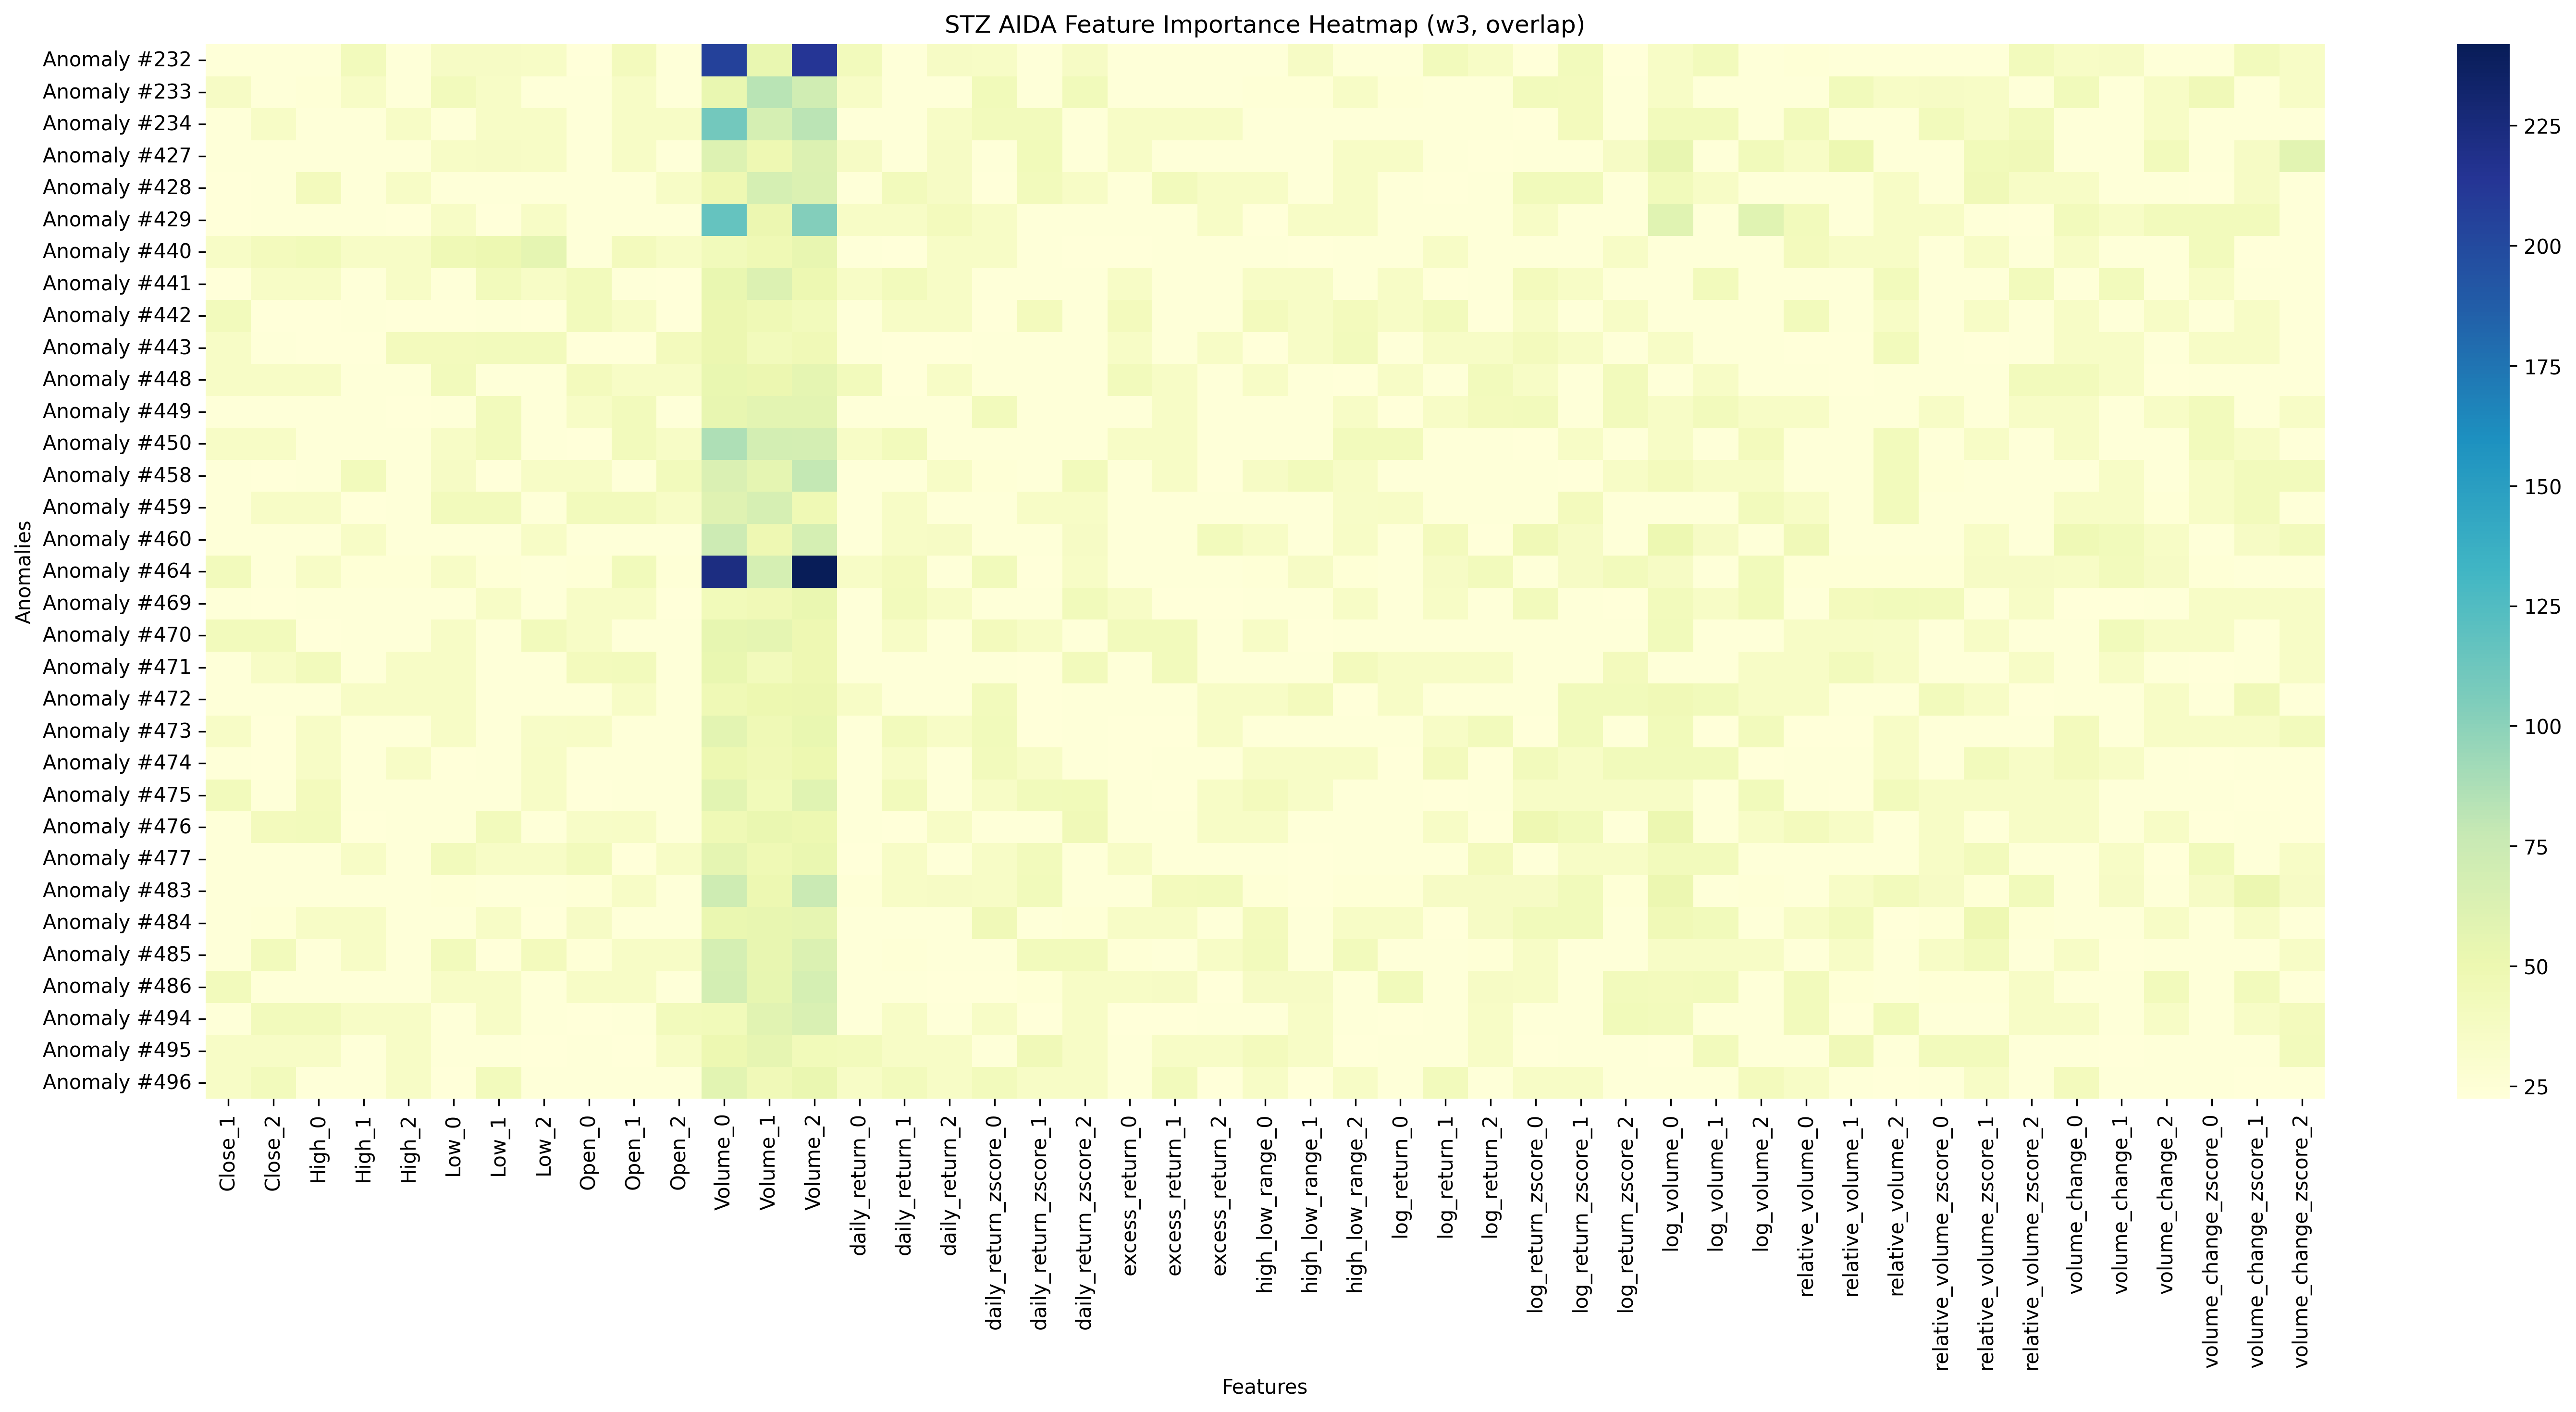 STZ AIDA Feature Importance Heatmap (w3, overlap)
Anomalies
Anomaly #232
Anomaly #233
Anomaly #234
Anomaly #427
Anomaly #428
Anomaly #429
Anomaly #440
Anomaly #441
Anomaly #442
Anomaly #443
Anomaly #448
Anomaly #449
Anomaly #450
Anomaly #458
Anomaly #459
Anomaly #460
Anomaly #464
Anomaly #469
Anomaly #470
Anomaly #471
Anomaly #472
Anomaly #473
Anomaly #474
Anomaly #475
Anomaly #476
Anomaly #477
Anomaly #483
Anomaly #484
Anomaly #485
Anomaly #486
Anomaly #494
Anomaly #495
Anomaly #496
Close_1
Close_2
High_0
High_1
High_2
Low_0
Low_1
Low_2
Open_0
Open_1
Open_2
Volume_0
Volume_1
Volume_2
daily_return_0
daily_return_1
daily_return_2
daily_return_zscore_0
daily_return_zscore_1
daily_return_zscore_2
excess_return_0
excess_return_1
excess_return_2
high_low_range_0
high_low_range_1
high_low_range_2
log_return_0
log_return_1
log_return_2
log_return_zscore_0
log_return_zscore_1
log_return_zscore_2
log_volume_0
log_volume_1
log_volume_2
relative_volume_0
relative_volume_1
relative_volume_2
relative_volume_zscore_0
relative_volume_zscore_1
relative_volume_zscore_2
volume_change_0
volume_change_1
volume_change_2
volume_change_zscore_0
volume_change_zscore_1
volume_change_zscore_2
Features
225
200
175
150
125
100
75
50
25